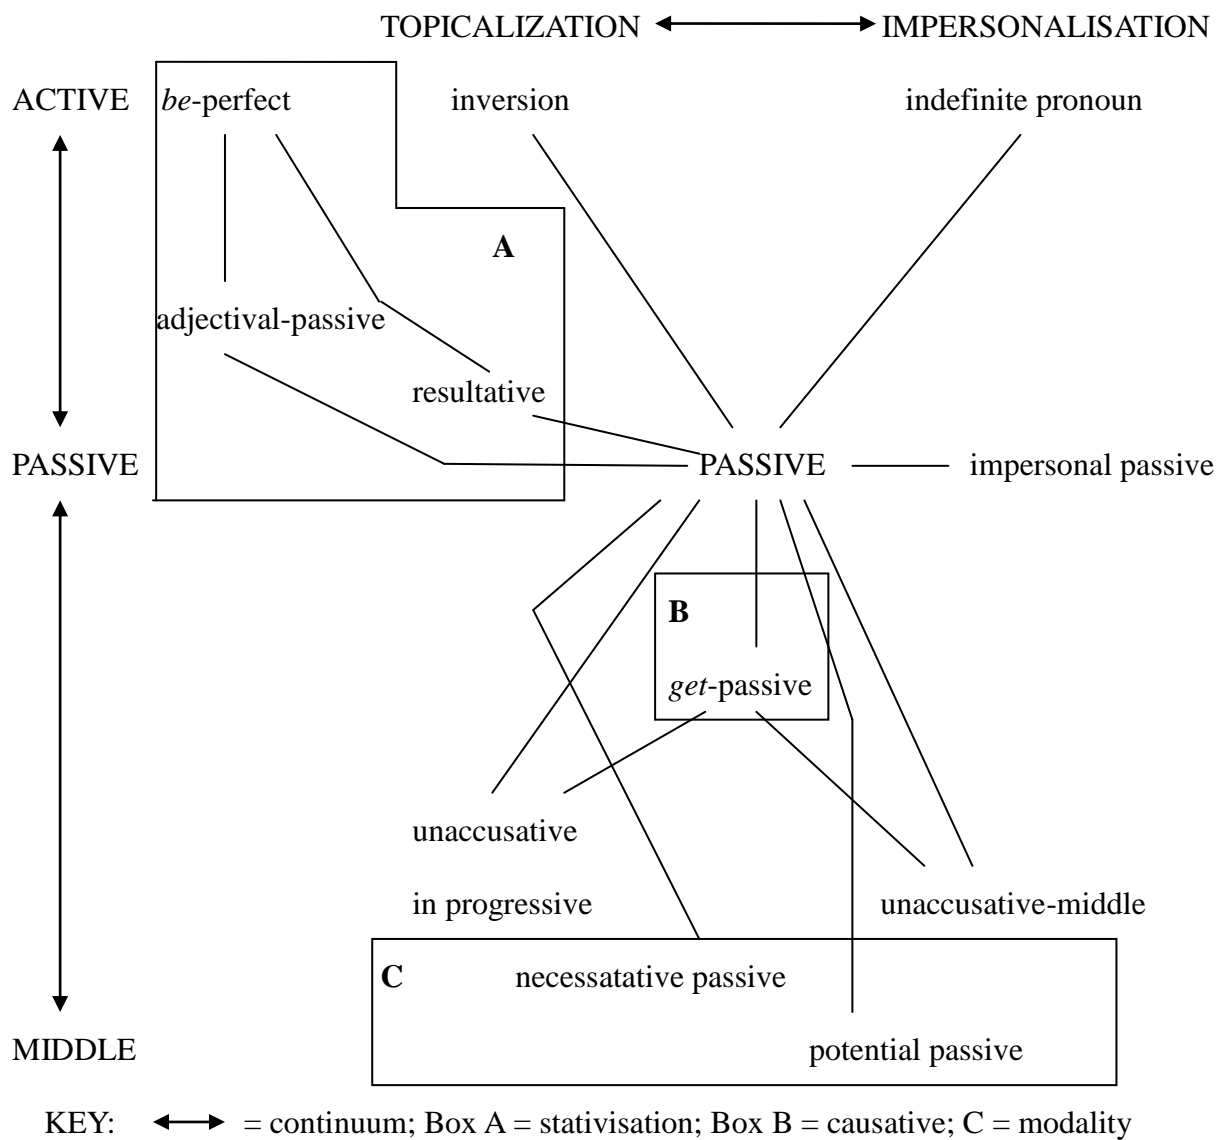 TOPICALIZATION IMPERSONALISATION
ACTIVE be-perfect inversion indefinite pronoun
A
adjectival-passive
resultative
PASSIVE PASSIVE impersonal passive
B
get-passive
unaccusative
in progressive unaccusative-middle
C necessatative passive
MIDDLE potential passive
KEY: = continuum; Box A = stativisation; Box B = causative; C = modality